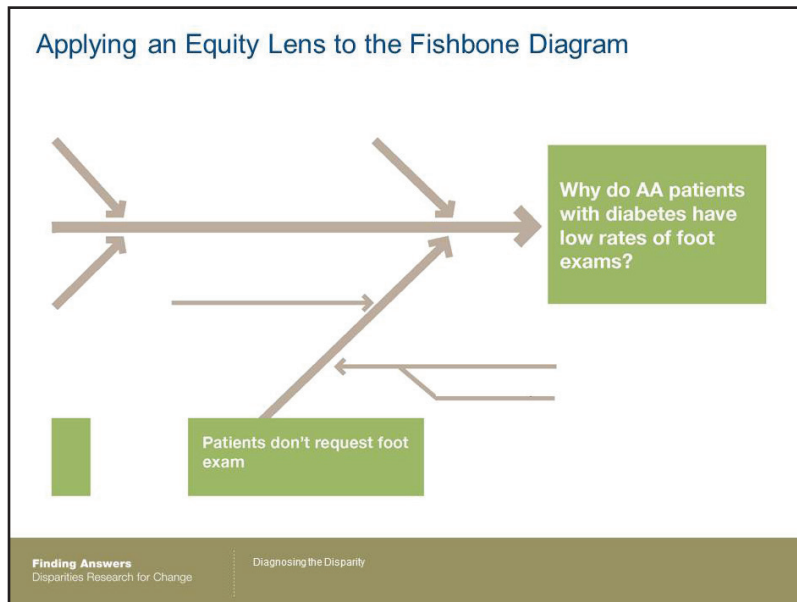 Applying an Equity Lens to the Fishbone Diagram
Why do AA patients
with diabetes have
low rates of foot
exams?
Patients don't request foot
exam
Finding Answers
Disparities Research for Change
Diagnosing the Disparity